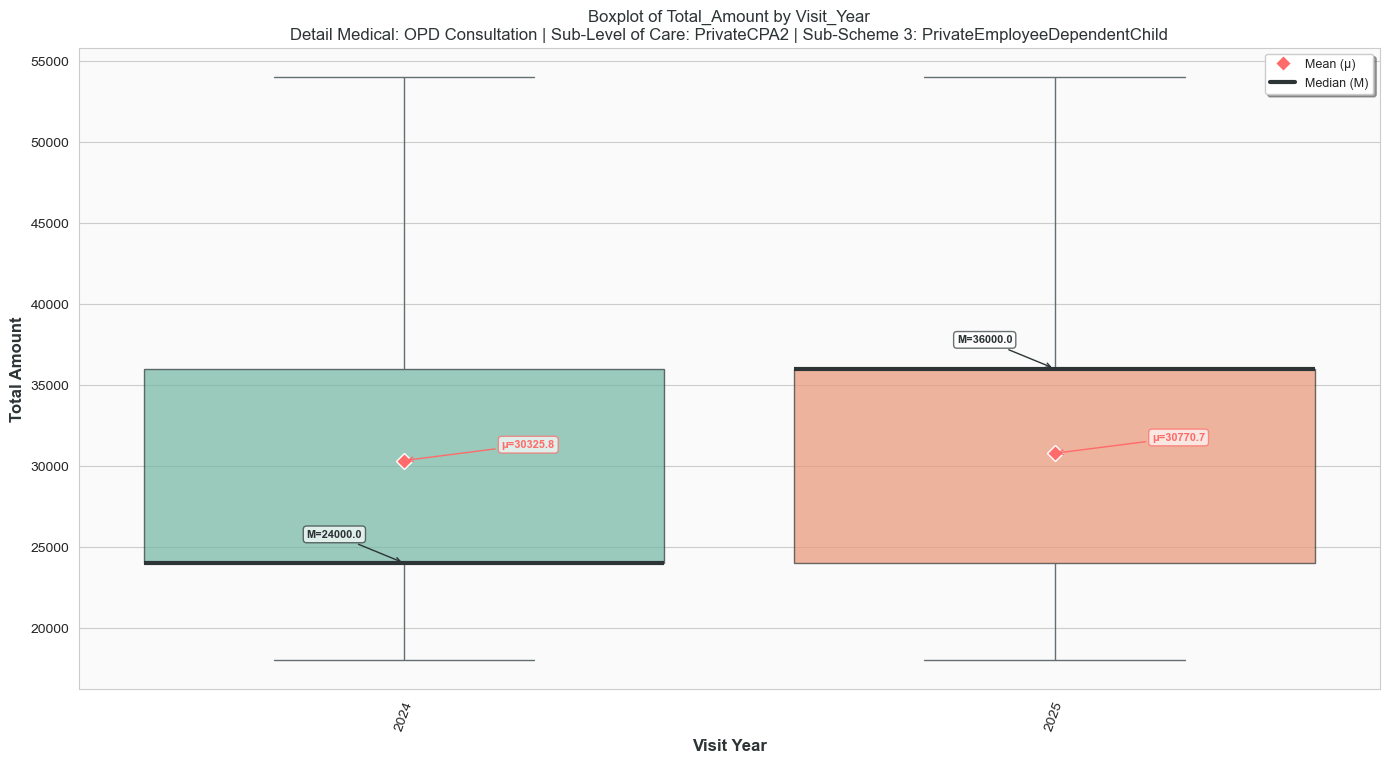 Boxplot of Total_Amount by Visit_Year
Detail Medical: OPD Consultation | Sub-Level of Care: PrivateCPA2 | Sub-Scheme 3: PrivateEmployeeDependentChild
Mean (μ)
Median (M)
Total Amount
55000
50000
45000
40000
35000
30000
25000
20000
M=36000.0
μ=30325.8
μ=30770.7
M=24000.0
2024
2025
Visit Year